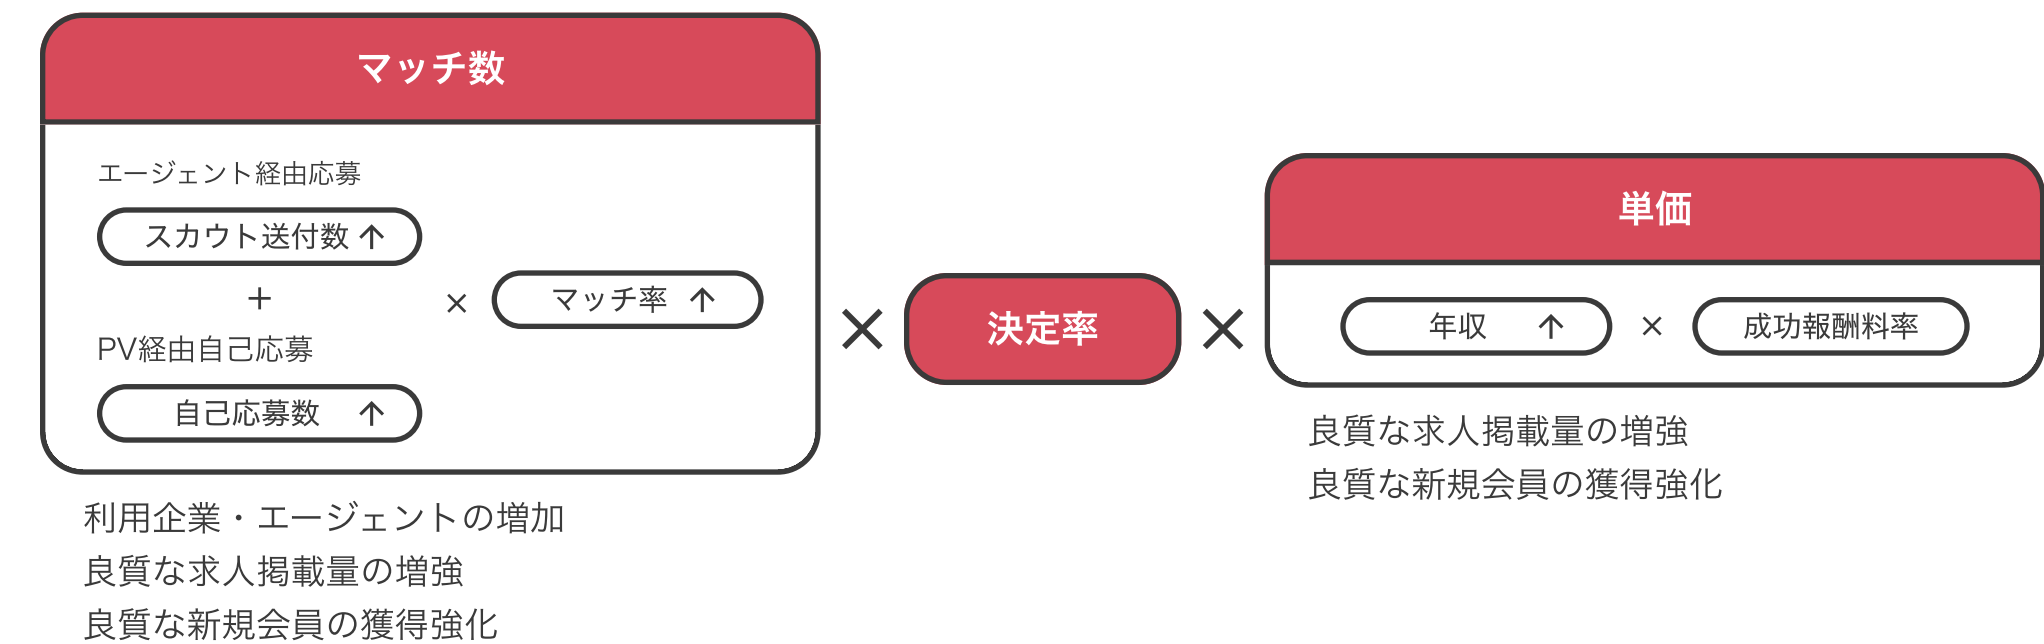 マッチ数
エージェント経由応募
スカウト送付数 ↑
+
PV経由自己応募
自己応募数 ↑
×
マッチ率 ↑
利用企業・エージェントの増加
良質な求人掲載量の増強
良質な新規会員の獲得強化
×
決定率
×
単価
年収 ↑
×
成功報酬料率
良質な求人掲載量の増強
良質な新規会員の獲得強化